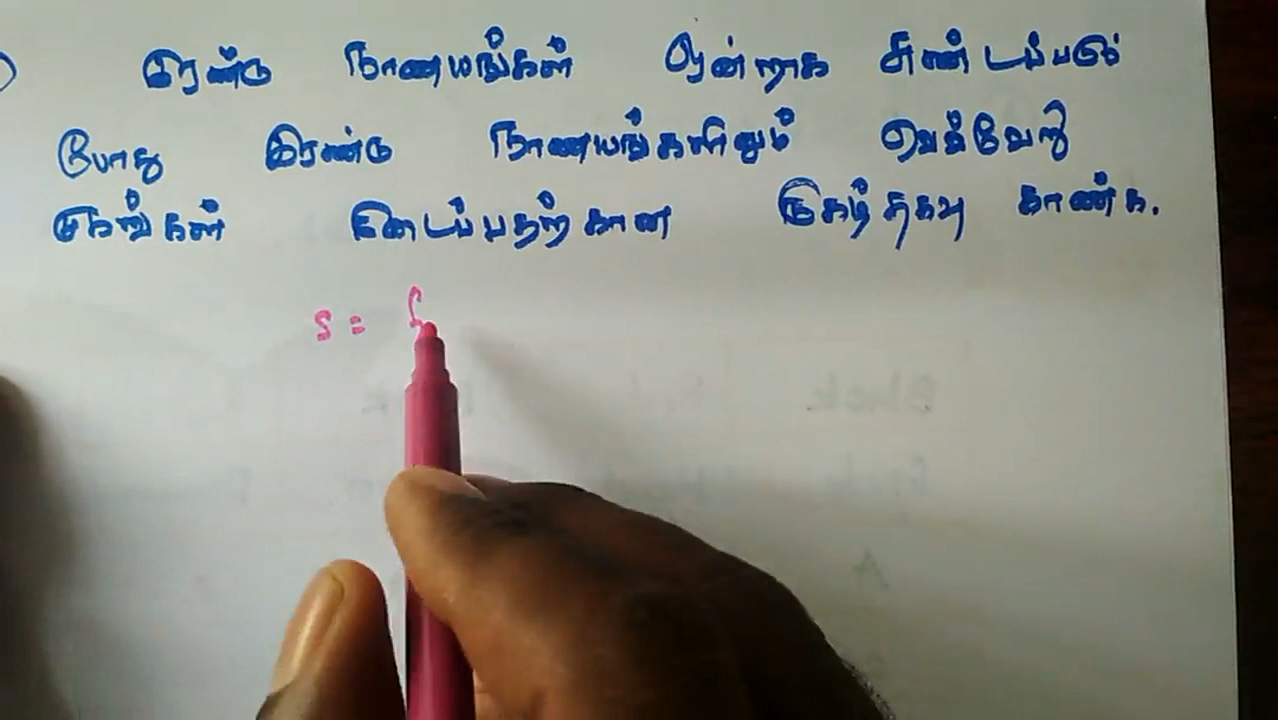 இரண்டு நாணயங்கள் ஒன்றாக சுண்டப்படும்
போது இரண்டு நாணயங்களிலும் வெவ்வேறு
முகங்கள் கிடைப்பதற்கான நிகழ்தகவு காண்க.
S = {